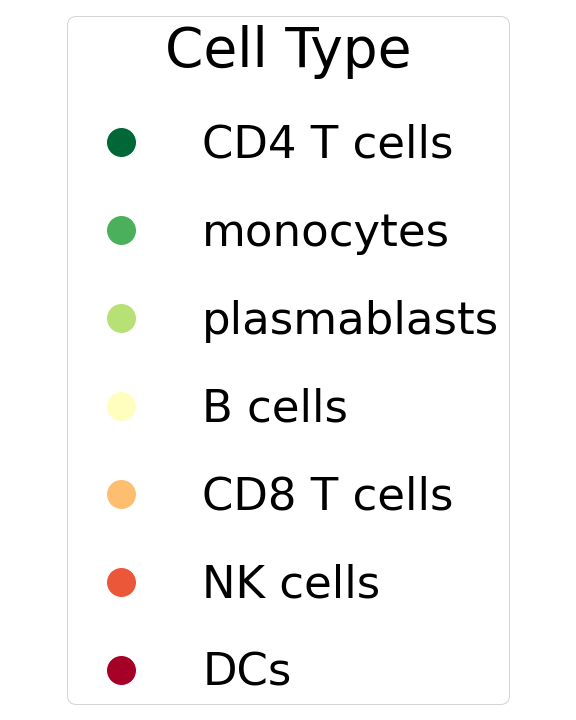 Cell Type
CD4 T cells
monocytes
plasmablasts
B cells
CD8 T cells
NK cells
DCs